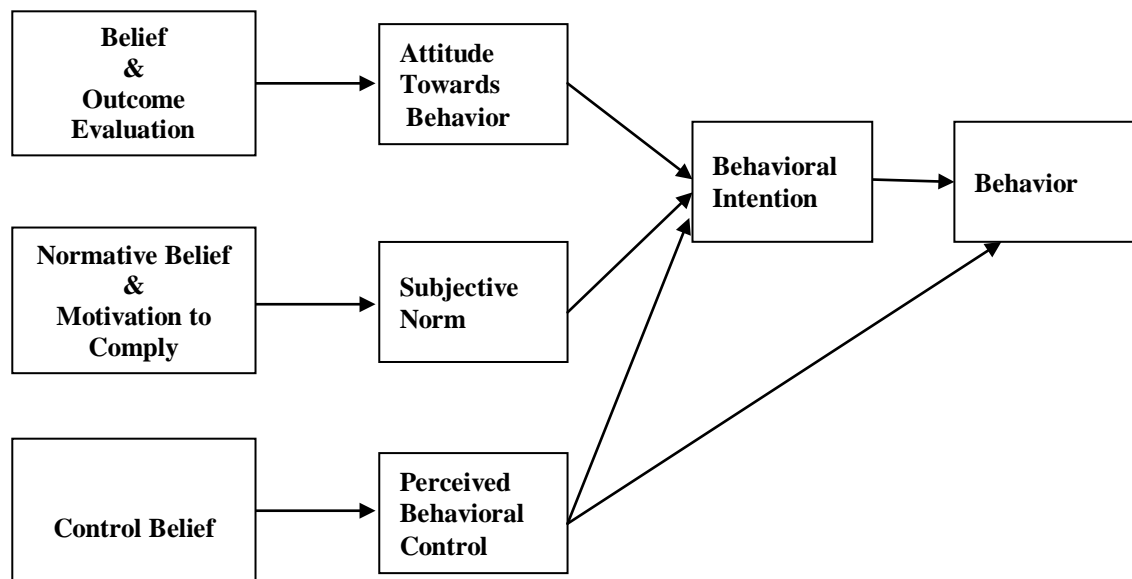 Belief
&
Outcome
Evaluation
Attitude
Towards
Behavior
Behavioral
Intention
Behavior
Normative Belief
&
Motivation to
Comply
Subjective
Norm
Control Belief
Perceived
Behavioral
Control